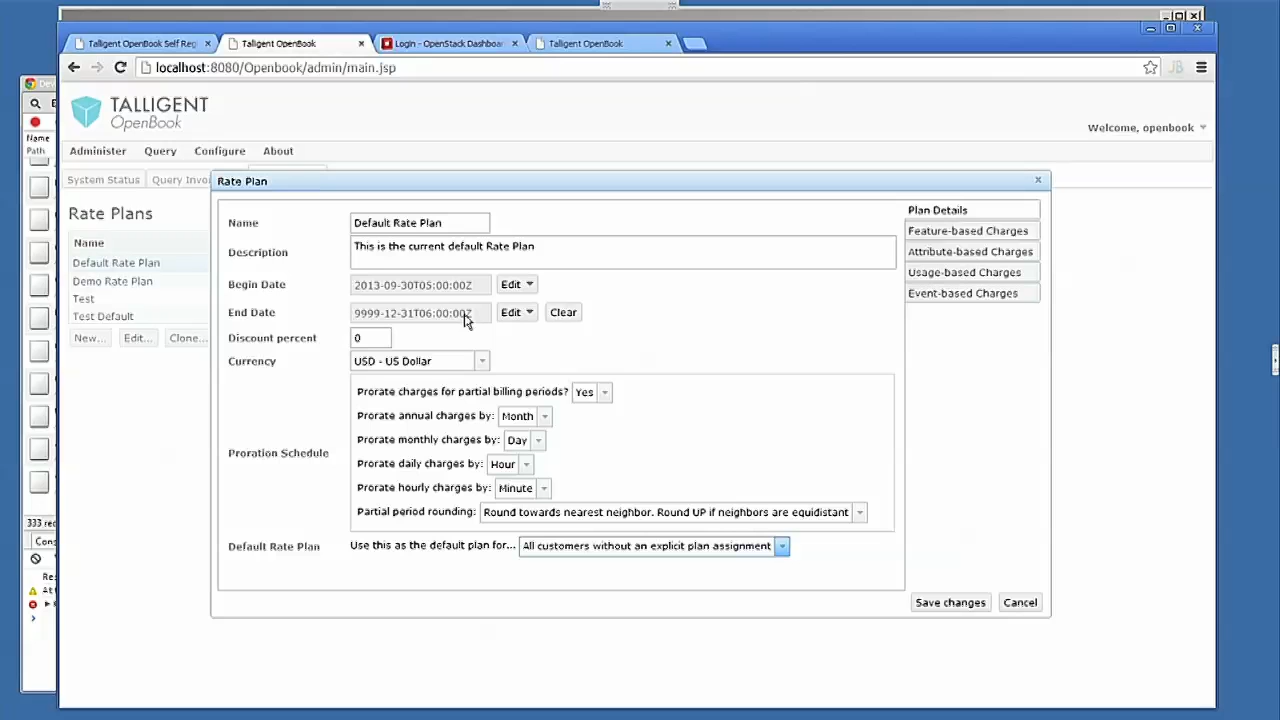 Talligent OpenBook Self Reg
Talligent OpenBook
Login - OpenStack Dashboa
Talligent OpenBook
localhost:8080/Openbook/admin/main.jsp
TALLIGENT
OpenBook
Welcome, openbook
Administer Query Configure About
System Status Query Invo
Rate Plans
Name
Default Rate Plan
Demo Rate Plan
Test
Test Default
New... Edit... Clone...
Rate Plan
Name Default Rate Plan
Description This is the current default Rate Plan
Begin Date 2013-09-30T05:00:00Z Edit
End Date 9999-12-31T06:00:00Z Edit Clear
Discount percent 0
Currency USD - US Dollar
Proration Schedule
Prorate charges for partial billing periods? Yes
Prorate annual charges by: Month
Prorate monthly charges by: Day
Prorate daily charges by: Hour
Prorate hourly charges by: Minute
Partial period rounding: Round towards nearest neighbor. Round UP if neighbors are equidistant
Default Rate Plan Use this as the default plan for... All customers without an explicit plan assignment
Plan Details
Feature-based Charges
Attribute-based Charges
Usage-based Charges
Event-based Charges
Save changes Cancel
Name
Path
333 rec
Cons